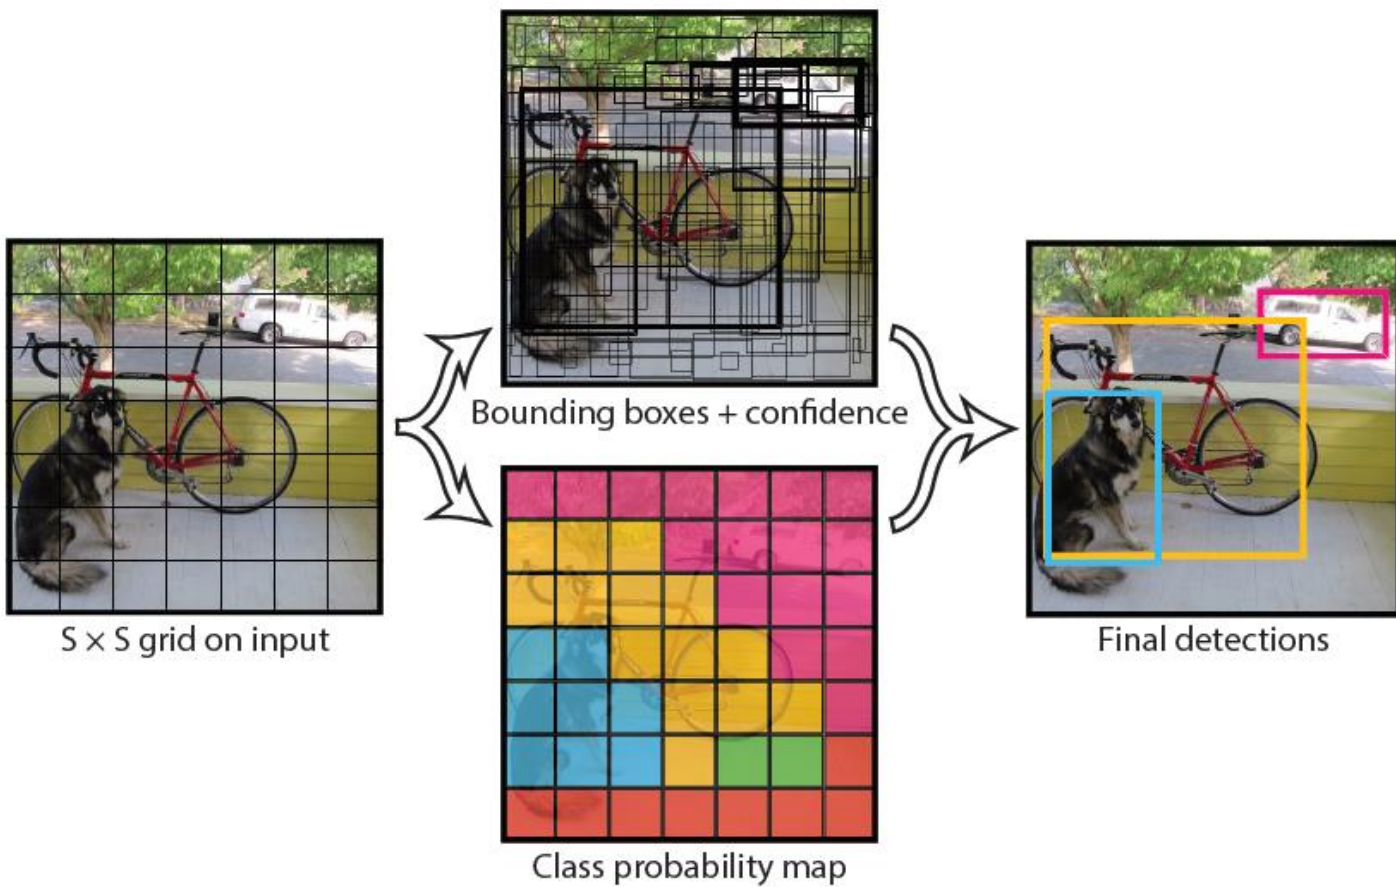 S × S grid on input
Bounding boxes + confidence
Class probability map
Final detections